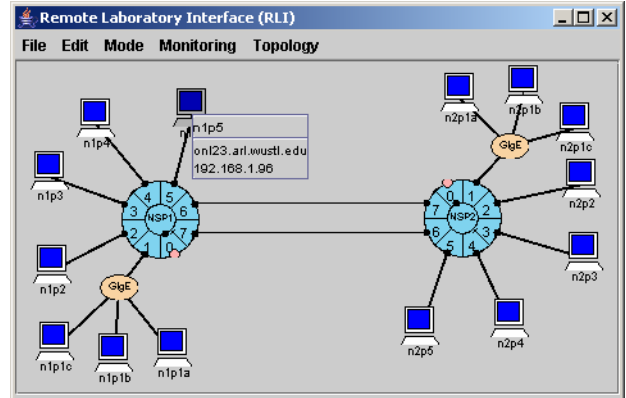 Remote Laboratory Interface (RLI)
File Edit Mode Monitoring Topology
n1p4
n1p5
onl23.arl.wustl.edu
192.168.1.96
n2p1a
n2p1b
GigE
n2p1c
n1p3
4 5
3 6
NSP1
2 7
1 0
0 1
7 2
NSP2
6 3
5 4
n2p2
n1p2
GigE
n2p3
n2p5
n2p4
n1p1c
n1p1b
n1p1a